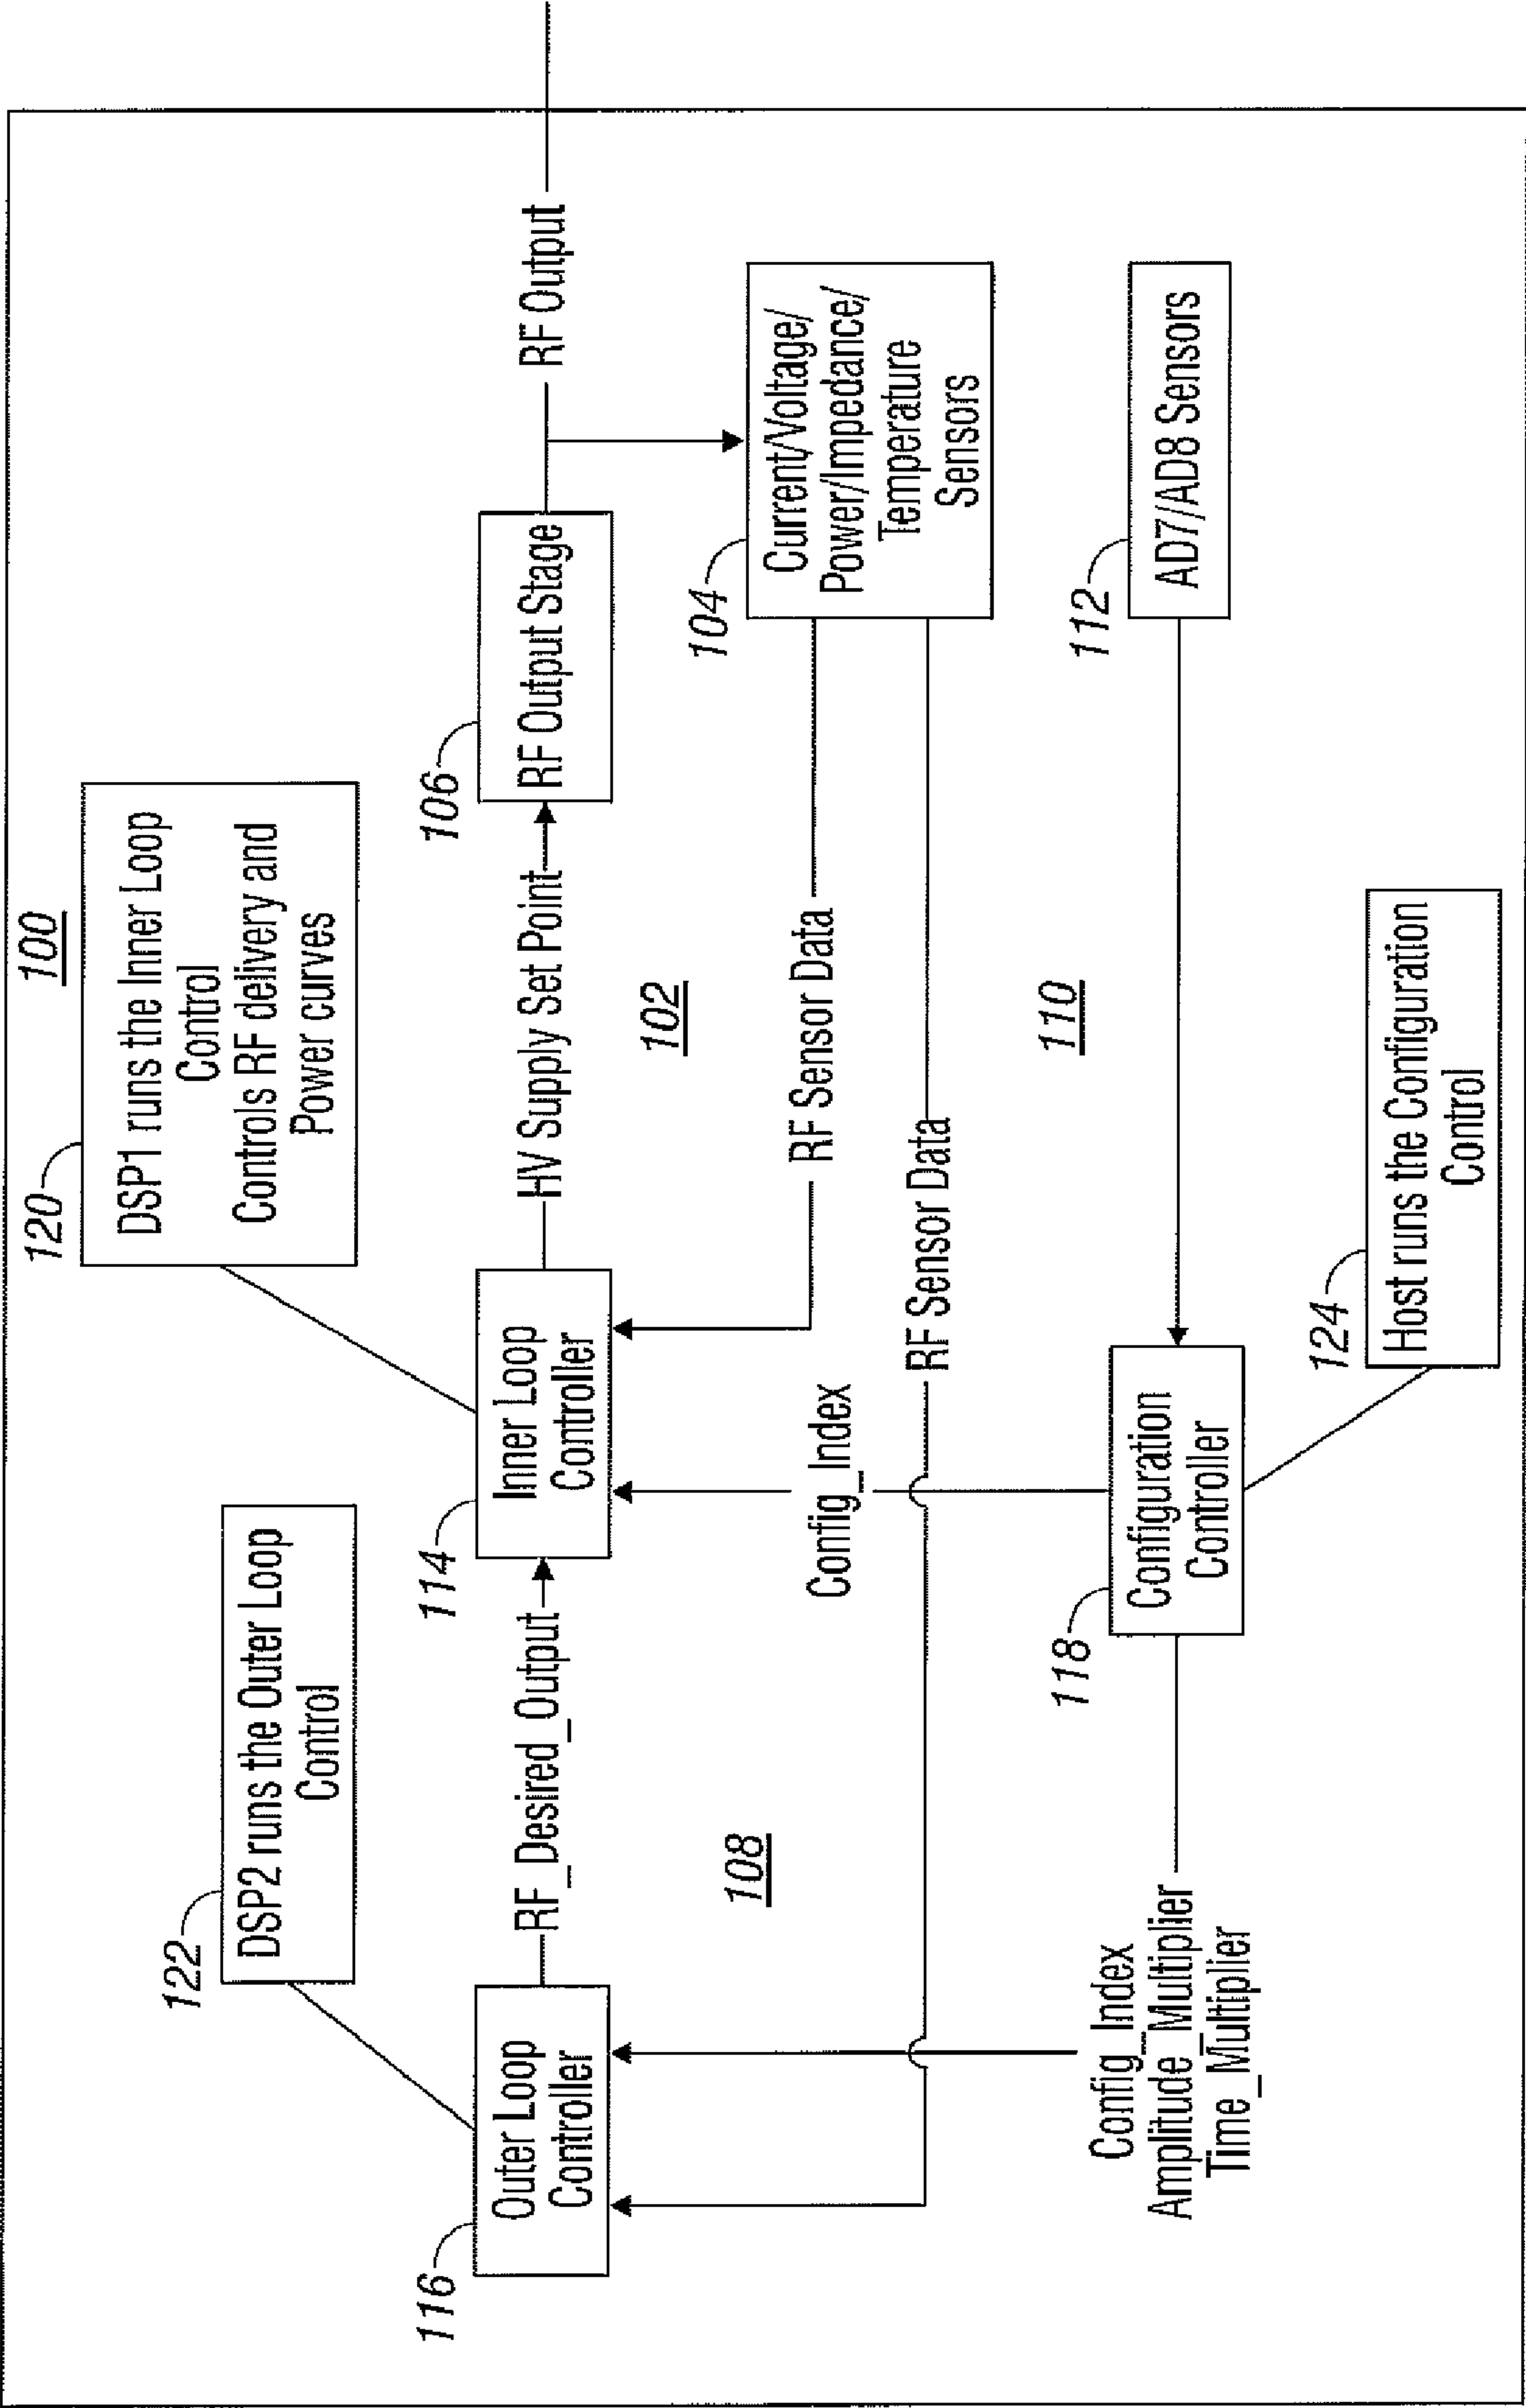 100
120
DSP1 runs the Inner Loop
Control
Controls RF delivery and
Power curves
122
DSP2 runs the Outer Loop
Control
116
Outer Loop
Controller
RF_Desired_Output
114
Inner Loop
Controller
HV Supply Set Point
106
RF Output Stage
RF Output
102
108
104
Current/Voltage/
Power/Impedance/
Temperature
Sensors
RF Sensor Data
RF Sensor Data
Config_Index
110
112
AD7/AD8 Sensors
Config_Index
Amplitude_Multiplier
Time_Multiplier
118
Configuration
Controller
124
Host runs the Configuration
Control